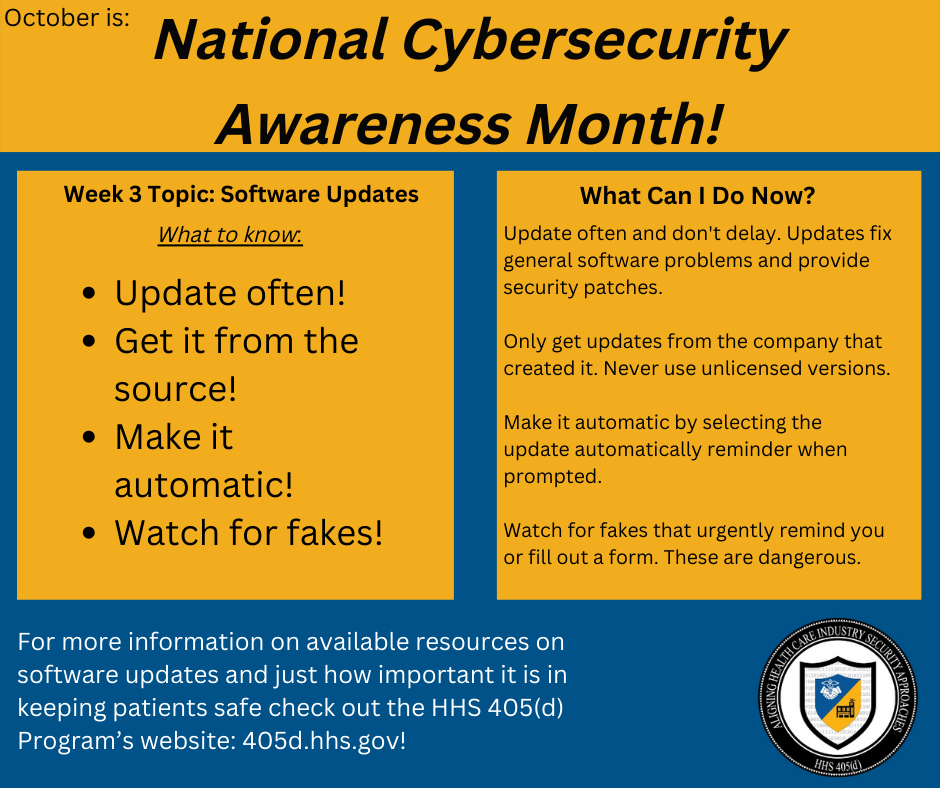 October is:
National Cybersecurity
Awareness Month!
Week 3 Topic: Software Updates
What to know:
• Update often!
• Get it from the
source!
• Make it
automatic!
• Watch for fakes!
What Can I Do Now?
Update often and don't delay. Updates fix
general software problems and provide
security patches.
Only get updates from the company that
created it. Never use unlicensed versions.
Make it automatic by selecting the
update automatically reminder when
prompted.
Watch for fakes that urgently remind you
or fill out a form. These are dangerous.
For more information on available resources on
software updates and just how important it is in
keeping patients safe check out the HHS 405(d)
Program’s website: 405d.hhs.gov!
ALIGNING HEALTH CARE INDUSTRY SECURITY APPROACHES
HHS 405(d)